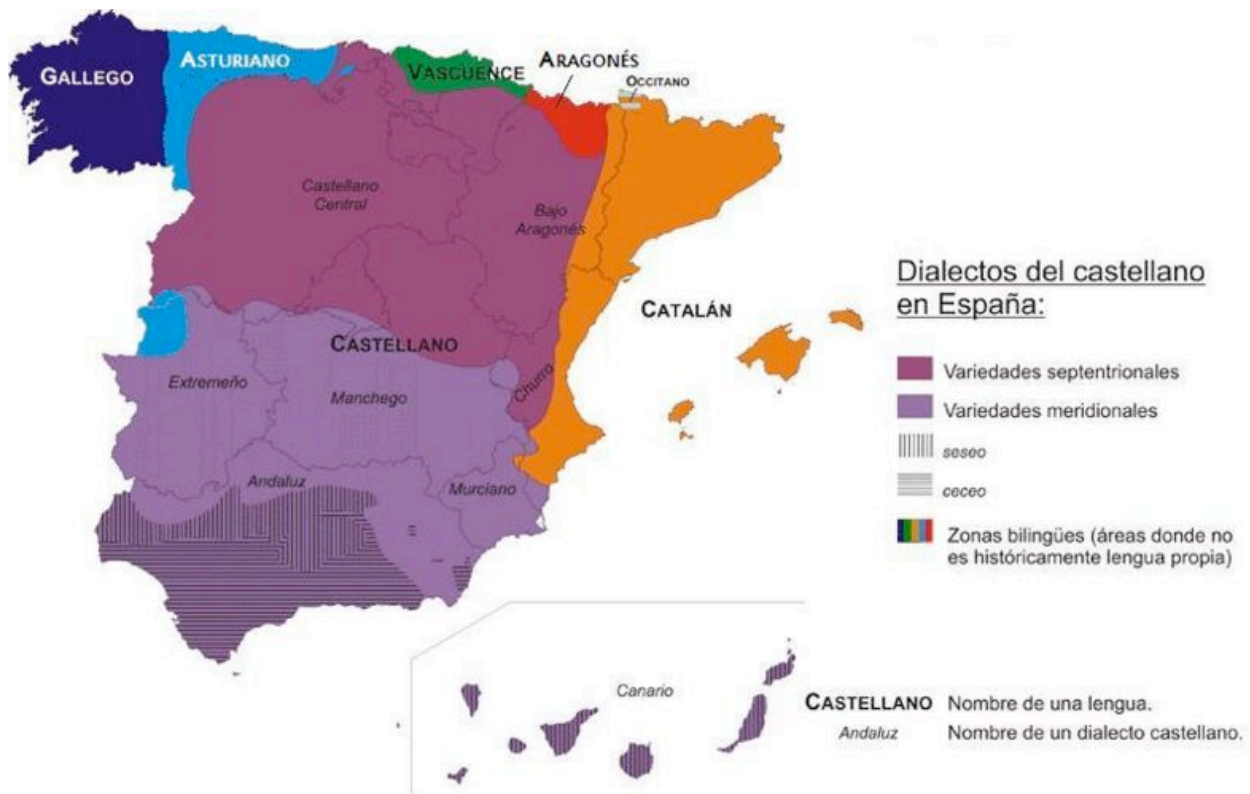 GALLEGO
ASTURIANO
VASCUENCE
ARAGONÉS
OCCITANO
Castellano
Central
Bajo
Aragonés
CATALÁN
CASTELLANO
Extremeño
Manchego
Churro
Andaluz
Murciano
Canario
Dialectos del castellano
en España:
Variedades septentrionales
Variedades meridionales
seseo
ceceo
Zonas bilingües (áreas donde no
es históricamente lengua propia)
CASTELLANO Nombre de una lengua.
Andaluz Nombre de un dialecto castellano.